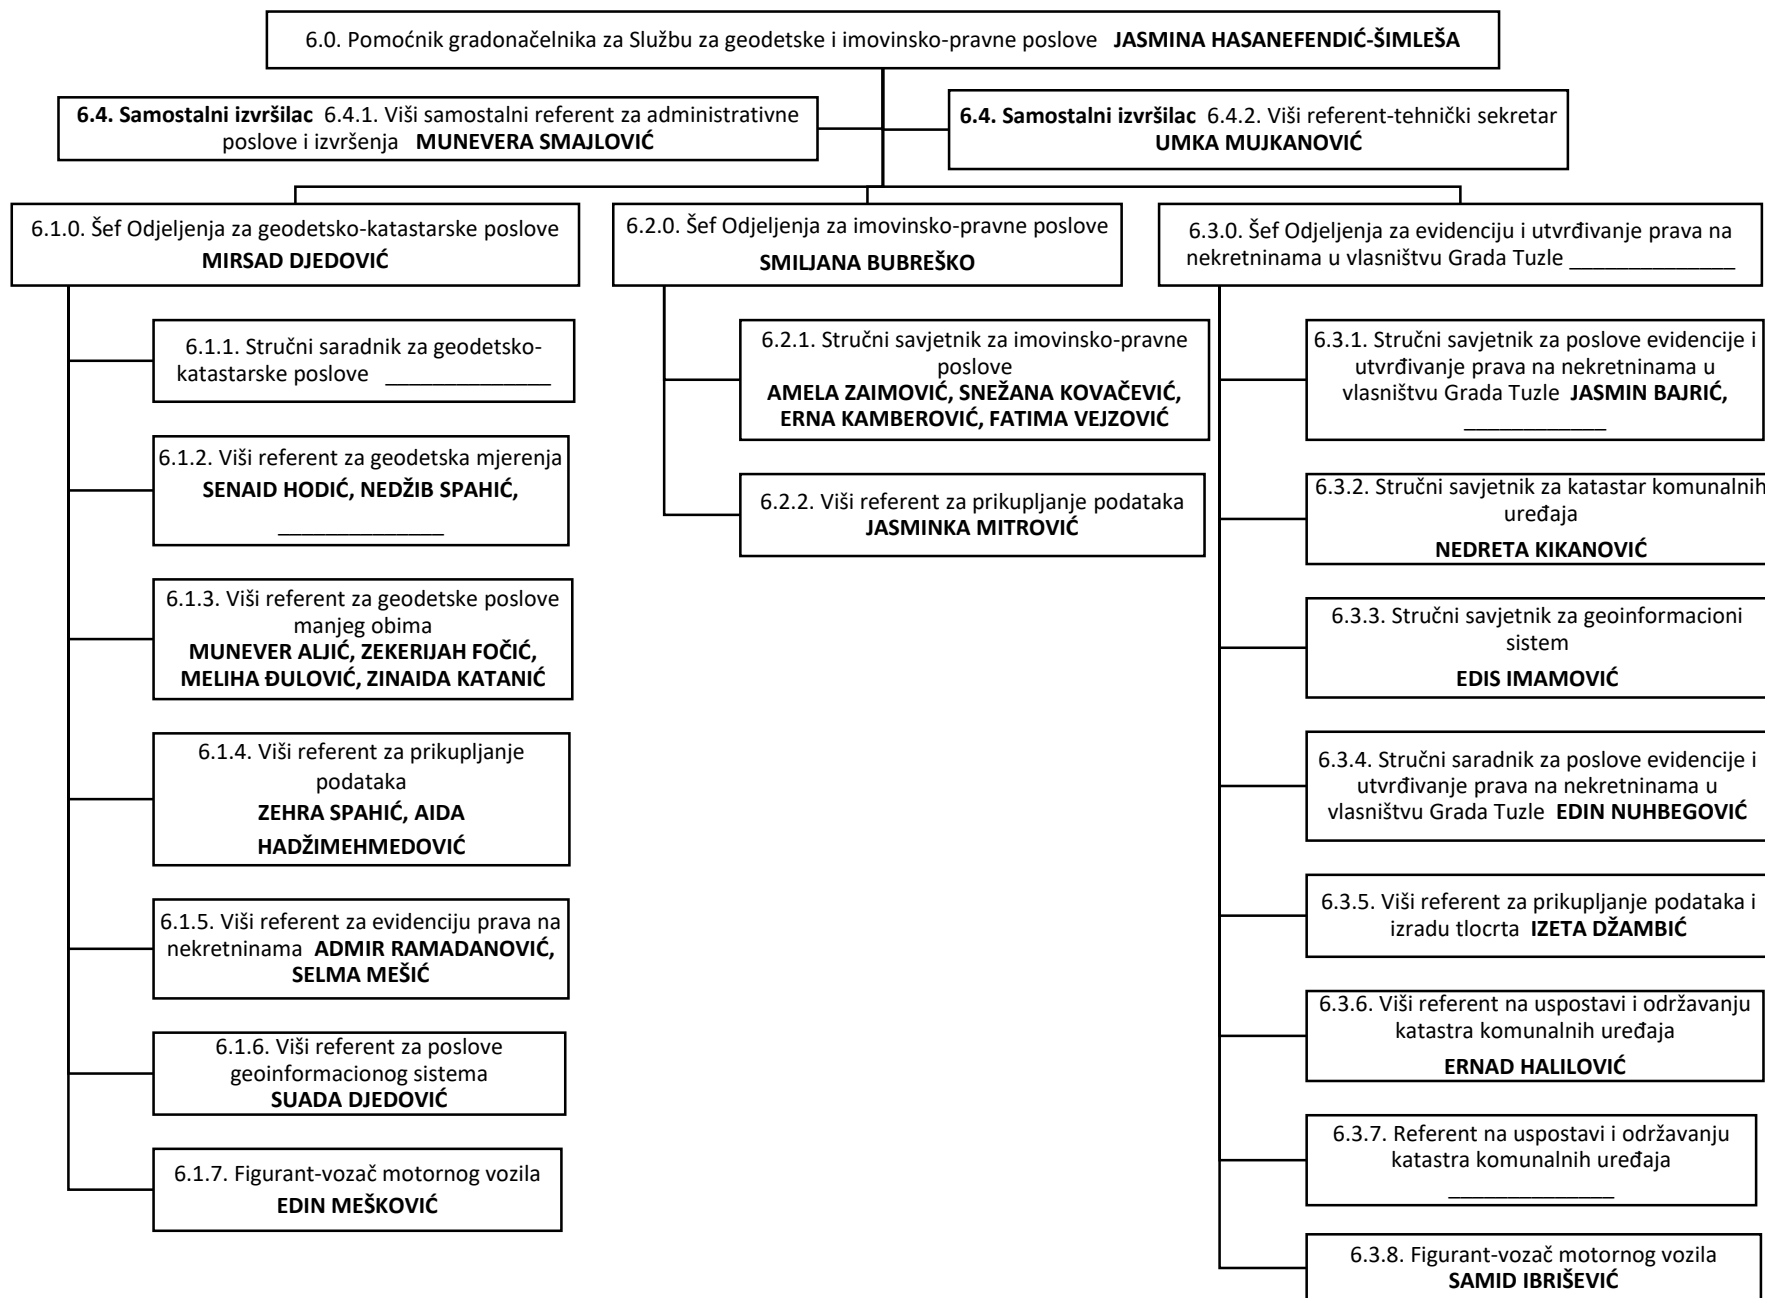 6.0. Pomoćnik gradonačelnika za Službu za geodetske i imovinsko-pravne poslove JASMINA HASANEFENDIĆ-ŠIMLEŠA
6.4. Samostalni izvršilac 6.4.1. Viši samostalni referent za administrativne
poslove i izvršenja MUNEVERA SMAJLOVIĆ
6.4. Samostalni izvršilac 6.4.2. Viši referent-tehnički sekretar
UMKA MUJKANOVIĆ
6.1.0. Šef Odjeljenja za geodetsko-katastarske poslove
MIRSAD DJEDOVIĆ
6.1.1. Stručni saradnik za geodetsko-
katastarske poslove ______________
6.1.2. Viši referent za geodetska mjerenja
SENAID HODIĆ, NEDŽIB SPAHIĆ,
______________
6.1.3. Viši referent za geodetske poslove
manjeg obima
MUNEVER ALJIĆ, ZEKERIJAH FOČIĆ,
MELIHA ĐULOVIĆ, ZINAIDA KATANIĆ
6.1.4. Viši referent za prikupljanje
podataka
ZEHRA SPAHIĆ, AIDA
HADŽIMEHMEDOVIĆ
6.1.5. Viši referent za evidenciju prava na
nekretninama ADMIR RAMADANOVIĆ,
SELMA MEŠIĆ
6.1.6. Viši referent za poslove
geoinformacionog sistema
SUADA DJEDOVIĆ
6.1.7. Figurant-vozač motornog vozila
EDIN MEŠKOVIĆ
6.2.0. Šef Odjeljenja za imovinsko-pravne poslove
SMILJANA BUBREŠKO
6.2.1. Stručni savjetnik za imovinsko-pravne
poslove
AMELA ZAIMOVIĆ, SNEŽANA KOVAČEVIĆ,
ERNA KAMBEROVIĆ, FATIMA VEJZOVIĆ
6.2.2. Viši referent za prikupljanje podataka
JASMINKA MITROVIĆ
6.3.0. Šef Odjeljenja za evidenciju i utvrđivanje prava na
nekretninama u vlasništvu Grada Tuzle ______________
6.3.1. Stručni savjetnik za poslove evidencije i
utvrđivanje prava na nekretninama u
vlasništvu Grada Tuzle JASMIN BAJRIĆ,
____________
6.3.2. Stručni savjetnik za katastar komunalnih
uređaja
NEDRETA KIKANOVIĆ
6.3.3. Stručni savjetnik za geoinformacioni
sistem
EDIS IMAMOVIĆ
6.3.4. Stručni saradnik za poslove evidencije i
utvrđivanje prava na nekretninama u
vlasništvu Grada Tuzle EDIN NUHBEGOVIĆ
6.3.5. Viši referent za prikupljanje podataka i
izradu tlocrta IZETA DŽAMBIĆ
6.3.6. Viši referent na uspostavi i održavanju
katastra komunalnih uređaja
ERNAD HALILOVIĆ
6.3.7. Referent na uspostavi i održavanju
katastra komunalnih uređaja
______________
6.3.8. Figurant-vozač motornog vozila
SAMID IBRIŠEVIĆ